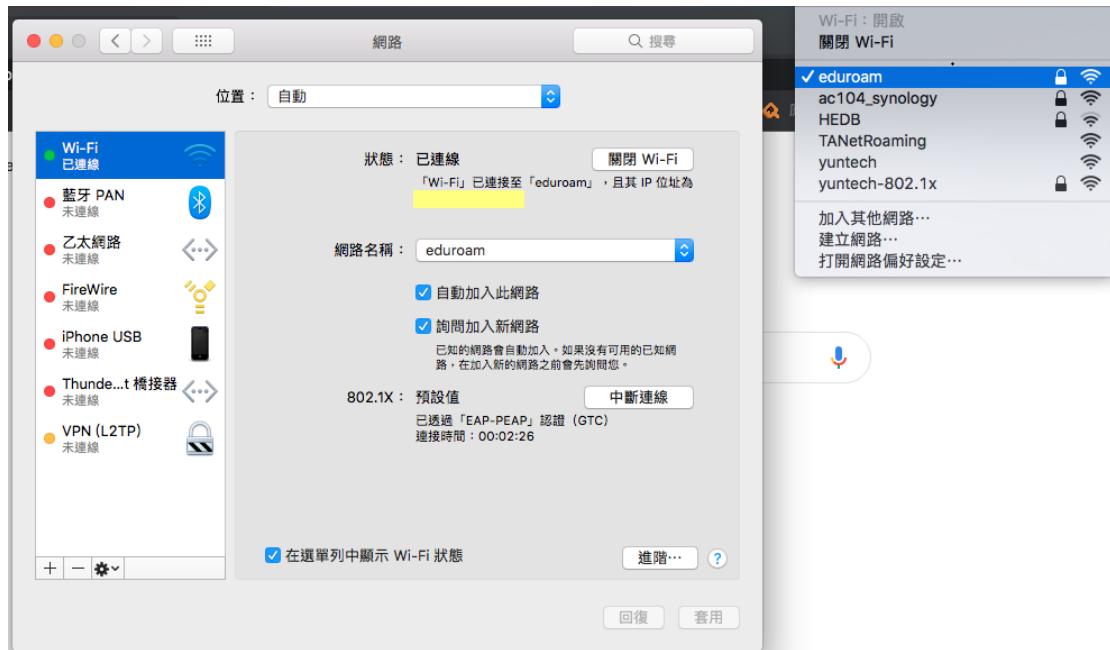 網路
搜尋
位置： 自動
Wi-Fi
已連線
藍牙 PAN
未連線
乙太網路
未連線
FireWire
未連線
iPhone USB
未連線
Thunde...t 橋接器
未連線
VPN (L2TP)
未連線
狀態： 已連線 關閉 Wi-Fi
「Wi-Fi」已連接至「eduroam」，且其 IP 位址為
網路名稱： eduroam
自動加入此網路
詢問加入新網路
已知的網路會自動加入。如果沒有可用的已知網
路，在加入新的網路之前會先詢問您。
802.1X： 預設值 中斷連線
已透過「EAP-PEAP」認證（GTC）
連接時間：00:02:26
在選單列中顯示 Wi-Fi 狀態 進階⋯ ?
回復 套用
Wi-Fi：開啟
關閉 Wi-Fi
eduroam
ac104_synology
HEDB
TANetRoaming
yuntech
yuntech-802.1x
加入其他網路⋯
建立網路⋯
打開網路偏好設定⋯